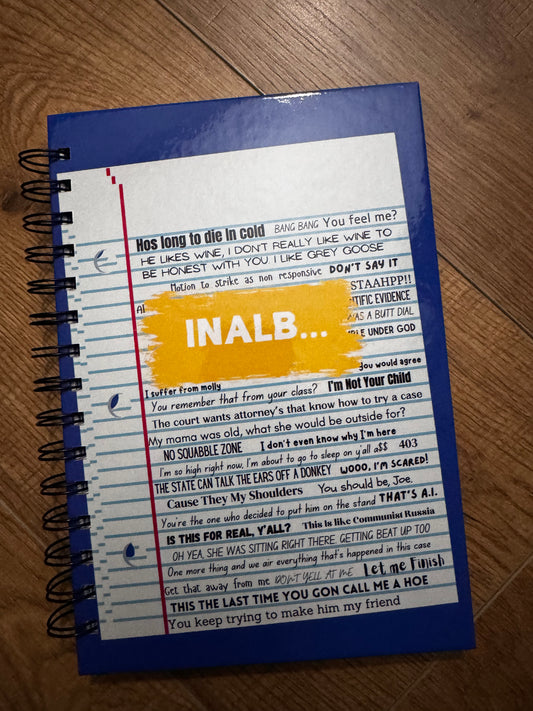 Hos long to die In cold BANG BANG You feel me?
HE LIKES WINE, I DON'T REALLY LIKE WINE TO
BE HONEST WITH YOU I LIKE GREY GOOSE
Motion to strike as non responsive DON'T SAY IT
STAAHPP!!
INALB...
WAS A BUTT DIAL
UNDER GOD
you would agree
I suffer from molly
You remember that from your class? I'm Not Your Child
The court wants attorney's that know how to try a case
My mama was old, what she would be outside for?
NO SQUABBLE ZONE I don't even know why I'm here
I'm so high right now, I'm about to go to sleep on y'all a$$ 403
THE STATE CAN TALK THE EARS OFF A DONKEY WOOO, I'M SCARED!
Cause They My Shoulders You should be, Joe.
You're the one who decided to put him on the stand THAT'S A.I.
IS THIS FOR REAL, Y'ALL? This is like Communist Russia
OH YEA, SHE WAS SITTING RIGHT THERE, GETTING BEAT UP TOO
One more thing and we air everything that's happened in this case
Get that away from me DON'T YELL AT ME Let me Finish
THIS THE LAST TIME YOU GON CALL ME A HOE
You keep trying to make him my friend